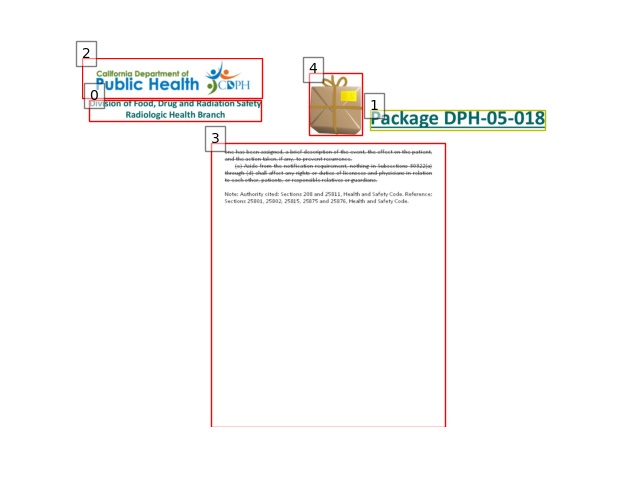 2
California Department of
Public Health
CDPH
0
Division of Food, Drug and Radiation Safety
Radiologic Health Branch
4
1
Package DPH-05-018
3
one has been assigned, a brief description of the event, the effect on the patient,
and the action taken, if any, to prevent recurrence.
(e) Aside from the notification requirement, nothing in Subsections 30322(a)
through (d) shall affect any rights or duties of licensees and physicians in relation
to each other, patients, or responsible relatives or guardians.
Note: Authority cited: Sections 208 and 25811, Health and Safety Code. Reference:
Sections 25801, 25802, 25815, 25875 and 25876, Health and Safety Code.